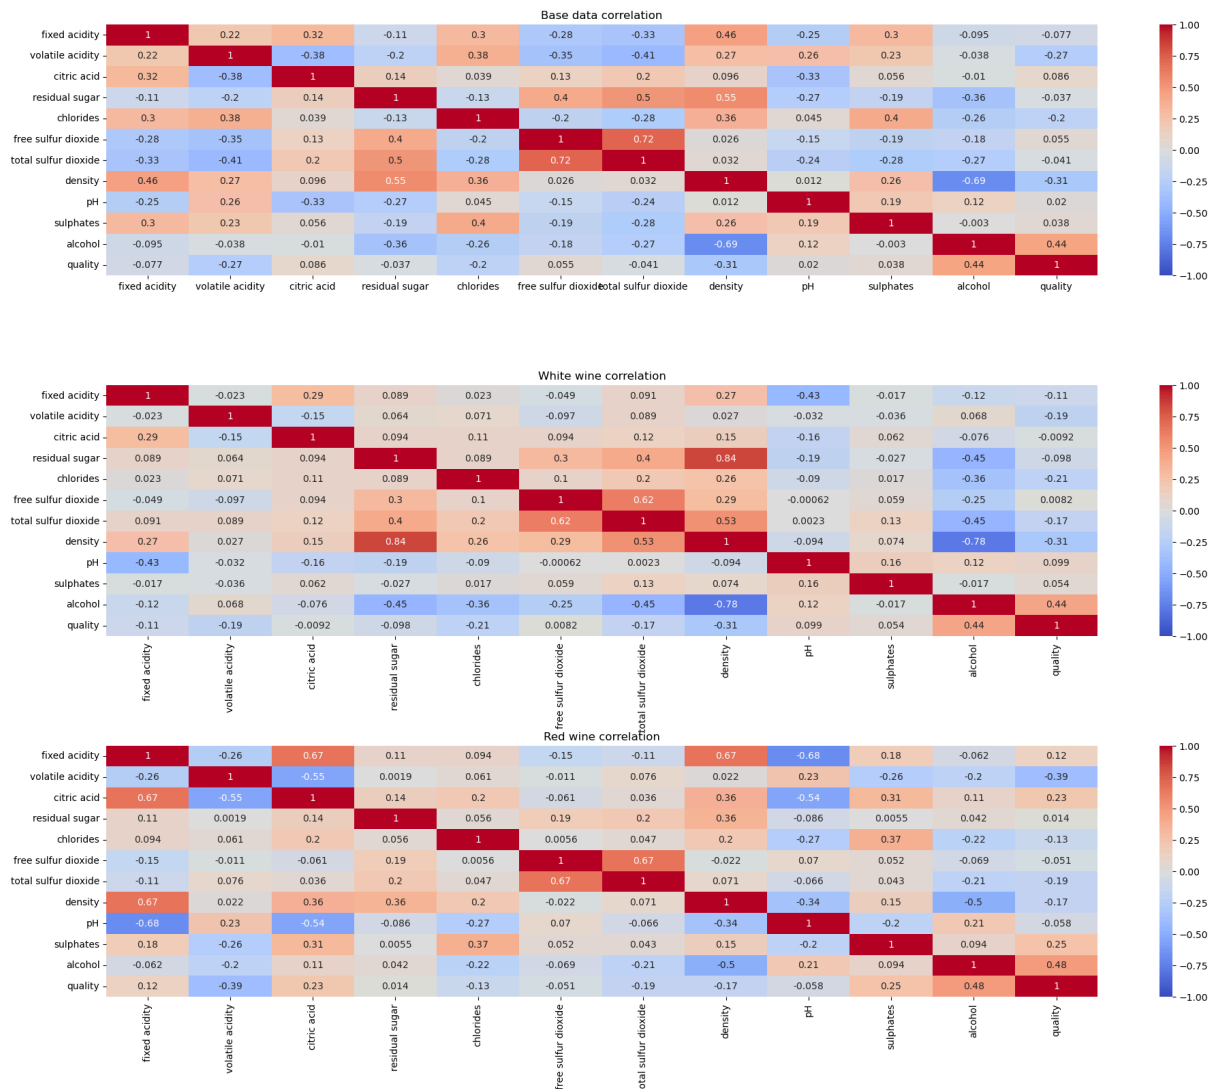 Base data correlation
fixed acidity 1 0.22 0.32 -0.11 0.3 -0.28 -0.33 0.46 -0.25 0.3 -0.095 -0.077 1.00
volatile acidity 0.22 1 -0.38 -0.2 0.38 -0.35 -0.41 0.27 0.26 0.23 -0.038 -0.27 0.75
citric acid 0.32 -0.38 1 0.14 0.039 0.13 0.2 0.096 -0.33 0.056 -0.01 0.086 0.50
residual sugar -0.11 -0.2 0.14 1 -0.13 0.4 0.5 0.55 -0.27 -0.19 -0.36 -0.037
chlorides 0.3 0.38 0.039 -0.13 1 -0.2 -0.28 0.36 0.045 0.4 -0.26 -0.2 0.25
free sulfur dioxide -0.28 -0.35 0.13 0.4 -0.2 1 0.72 0.026 -0.15 -0.19 -0.18 0.055 0.00
total sulfur dioxide -0.33 -0.41 0.2 0.5 -0.28 0.72 1 0.032 -0.24 -0.28 -0.27 -0.041
density 0.46 0.27 0.096 0.55 0.36 0.026 0.032 1 0.012 0.26 -0.69 -0.31 -0.25
pH -0.25 0.26 -0.33 -0.27 0.045 -0.15 -0.24 0.012 1 0.19 0.12 0.02 -0.50
sulphates 0.3 0.23 0.056 -0.19 0.4 -0.19 -0.28 0.26 0.19 1 -0.003 0.038
alcohol -0.095 -0.038 -0.01 -0.36 -0.26 -0.18 -0.27 -0.69 0.12 -0.003 1 0.44 -0.75
quality -0.077 -0.27 0.086 -0.037 -0.2 0.055 -0.041 -0.31 0.02 0.038 0.44 1 -1.00
fixed acidity volatile acidity citric acid residual sugar chlorides free sulfur dioxide total sulfur dioxide density pH sulphates alcohol quality
White wine correlation
fixed acidity 1 -0.023 0.29 0.089 0.023 -0.049 0.091 0.27 -0.43 -0.017 -0.12 -0.11 1.00
volatile acidity -0.023 1 -0.15 0.064 0.071 -0.097 0.089 0.027 -0.032 -0.036 0.068 -0.19 0.75
citric acid 0.29 -0.15 1 0.094 0.11 0.094 0.12 0.15 -0.16 0.062 -0.076 -0.0092 0.50
residual sugar 0.089 0.064 0.094 1 0.089 0.3 0.4 0.84 -0.19 -0.027 -0.45 -0.098
chlorides 0.023 0.071 0.11 0.089 1 0.1 0.2 0.26 -0.09 0.017 -0.36 -0.21 0.25
free sulfur dioxide -0.049 -0.097 0.094 0.3 0.1 1 0.62 0.29 -0.00062 0.059 -0.25 0.0082 0.00
total sulfur dioxide 0.091 0.089 0.12 0.4 0.2 0.62 1 0.53 0.0023 0.13 -0.45 -0.17
density 0.27 0.027 0.15 0.84 0.26 0.29 0.53 1 -0.094 0.074 -0.78 -0.31 -0.25
pH -0.43 -0.032 -0.16 -0.19 -0.09 -0.00062 0.0023 -0.094 1 0.16 0.12 0.099 -0.50
sulphates -0.017 -0.036 0.062 -0.027 0.017 0.059 0.13 0.074 0.16 1 -0.017 0.054
alcohol -0.12 0.068 -0.076 -0.45 -0.36 -0.25 -0.45 -0.78 0.12 -0.017 1 0.44 -0.75
quality -0.11 -0.19 -0.0092 -0.098 -0.21 0.0082 -0.17 -0.31 0.099 0.054 0.44 1 -1.00
fixed acidity volatile acidity citric acid residual sugar chlorides free sulfur dioxide total sulfur dioxide density pH sulphates alcohol quality
Red wine correlation
fixed acidity 1 -0.26 0.67 0.11 0.094 -0.15 -0.11 0.67 -0.68 0.18 -0.062 0.12 1.00
volatile acidity -0.26 1 -0.55 0.0019 0.061 -0.011 0.076 0.022 0.23 -0.26 -0.2 -0.39 0.75
citric acid 0.67 -0.55 1 0.14 0.2 -0.061 0.036 0.36 -0.54 0.31 0.11 0.23 0.50
residual sugar 0.11 0.0019 0.14 1 0.056 0.19 0.2 0.36 -0.086 0.0055 0.042 0.014
chlorides 0.094 0.061 0.2 0.056 1 0.0056 0.047 0.2 -0.27 0.37 -0.22 -0.13 0.25
free sulfur dioxide -0.15 -0.011 -0.061 0.19 0.0056 1 0.67 -0.022 0.07 0.052 -0.069 -0.051 0.00
total sulfur dioxide -0.11 0.076 0.036 0.2 0.047 0.67 1 0.071 -0.066 0.043 -0.21 -0.19
density 0.67 0.022 0.36 0.36 0.2 -0.022 0.071 1 -0.34 0.15 -0.5 -0.17 -0.25
pH -0.68 0.23 -0.54 -0.086 -0.27 0.07 -0.066 -0.34 1 -0.2 0.21 -0.058 -0.50
sulphates 0.18 -0.26 0.31 0.0055 0.37 0.052 0.043 0.15 -0.2 1 0.094 0.25
alcohol -0.062 -0.2 0.11 0.042 -0.22 -0.069 -0.21 -0.5 0.21 0.094 1 0.48 -0.75
quality 0.12 -0.39 0.23 0.014 -0.13 -0.051 -0.19 -0.17 -0.058 0.25 0.48 1 -1.00
fixed acidity volatile acidity citric acid residual sugar chlorides free sulfur dioxide total sulfur dioxide density pH sulphates alcohol quality